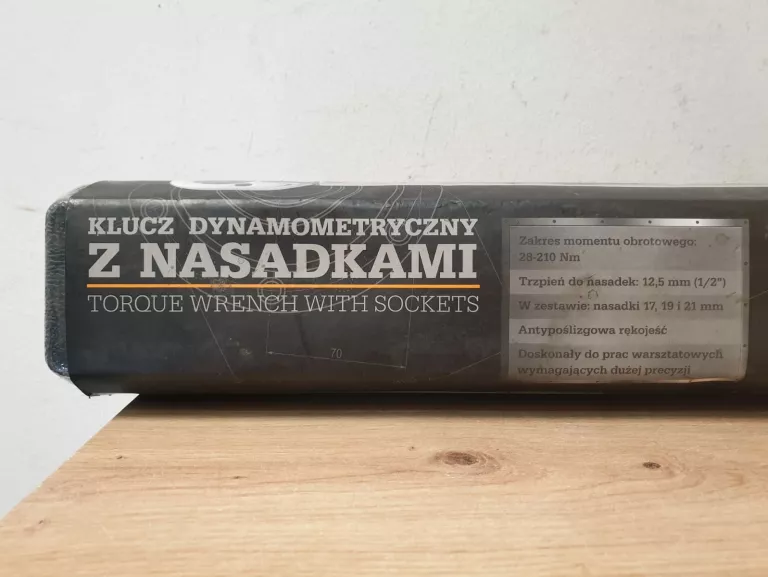 KLUCZ DYNAMOMETRYCZNY
Z NASADKAMI
TORQUE WRENCH WITH SOCKETS
70
Zakres momentu obrotowego:
28-210 Nm
Trzpień do nasadek: 12,5 mm (1/2")
W zestawie: nasadki 17, 19 i 21 mm
Antypoślizgowa rękojeść
Doskonały do prac warsztatowych
wymagających dużej precyzji